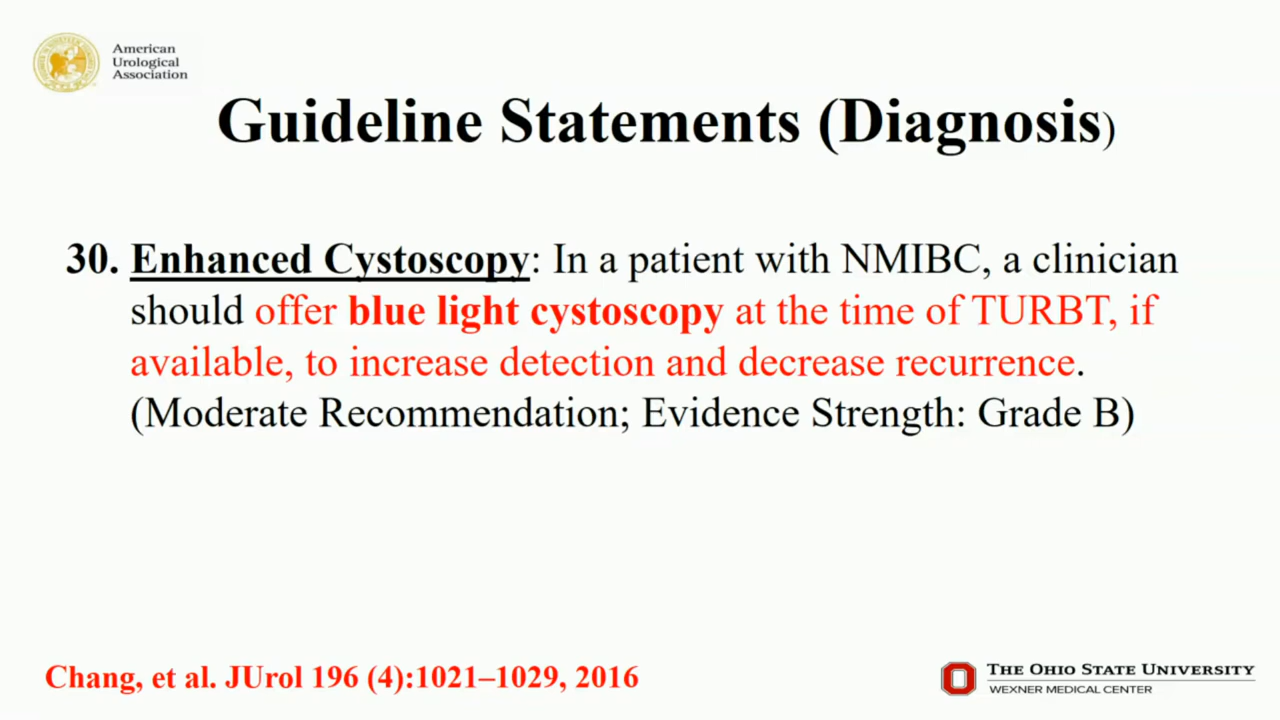 American
Urological
Association
Guideline Statements (Diagnosis)
30. Enhanced Cystoscopy: In a patient with NMIBC, a clinician
should offer blue light cystoscopy at the time of TURBT, if
available, to increase detection and decrease recurrence.
(Moderate Recommendation; Evidence Strength: Grade B)
Chang, et al. JUrol 196 (4):1021–1029, 2016
THE OHIO STATE UNIVERSITY
WEXNER MEDICAL CENTER